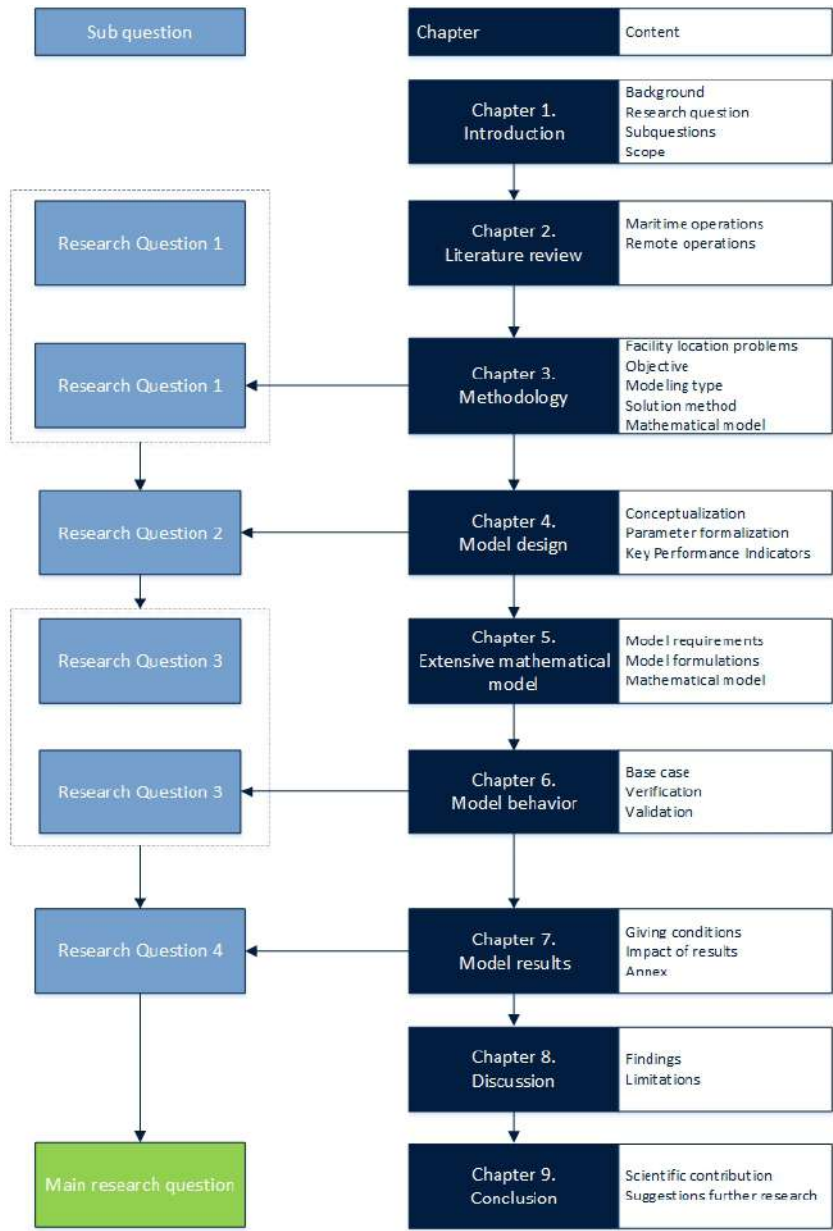 Sub question
Chapter
Content
Chapter 1.
Introduction
Background
Research question
Subquestions
Scope
Research Question 1
Chapter 2.
Literature review
Maritime operations
Remote operations
Research Question 1
Chapter 3.
Methodology
Facility location problems
Objective
Modeling type
Solution method
Mathematical model
Research Question 2
Chapter 4.
Model design
Conceptualization
Parameter formalization
Key Performance Indicators
Research Question 3
Chapter 5.
Extensive mathematical
model
Model requirements
Model formulations
Mathematical model
Research Question 3
Chapter 6.
Model behavior
Base case
Verification
Validation
Research Question 4
Chapter 7.
Model results
Giving conditions
Impact of results
Annex
Chapter 8.
Discussion
Findings
Limitations
Main research question
Chapter 9.
Conclusion
Scientific contribution
Suggestions further research